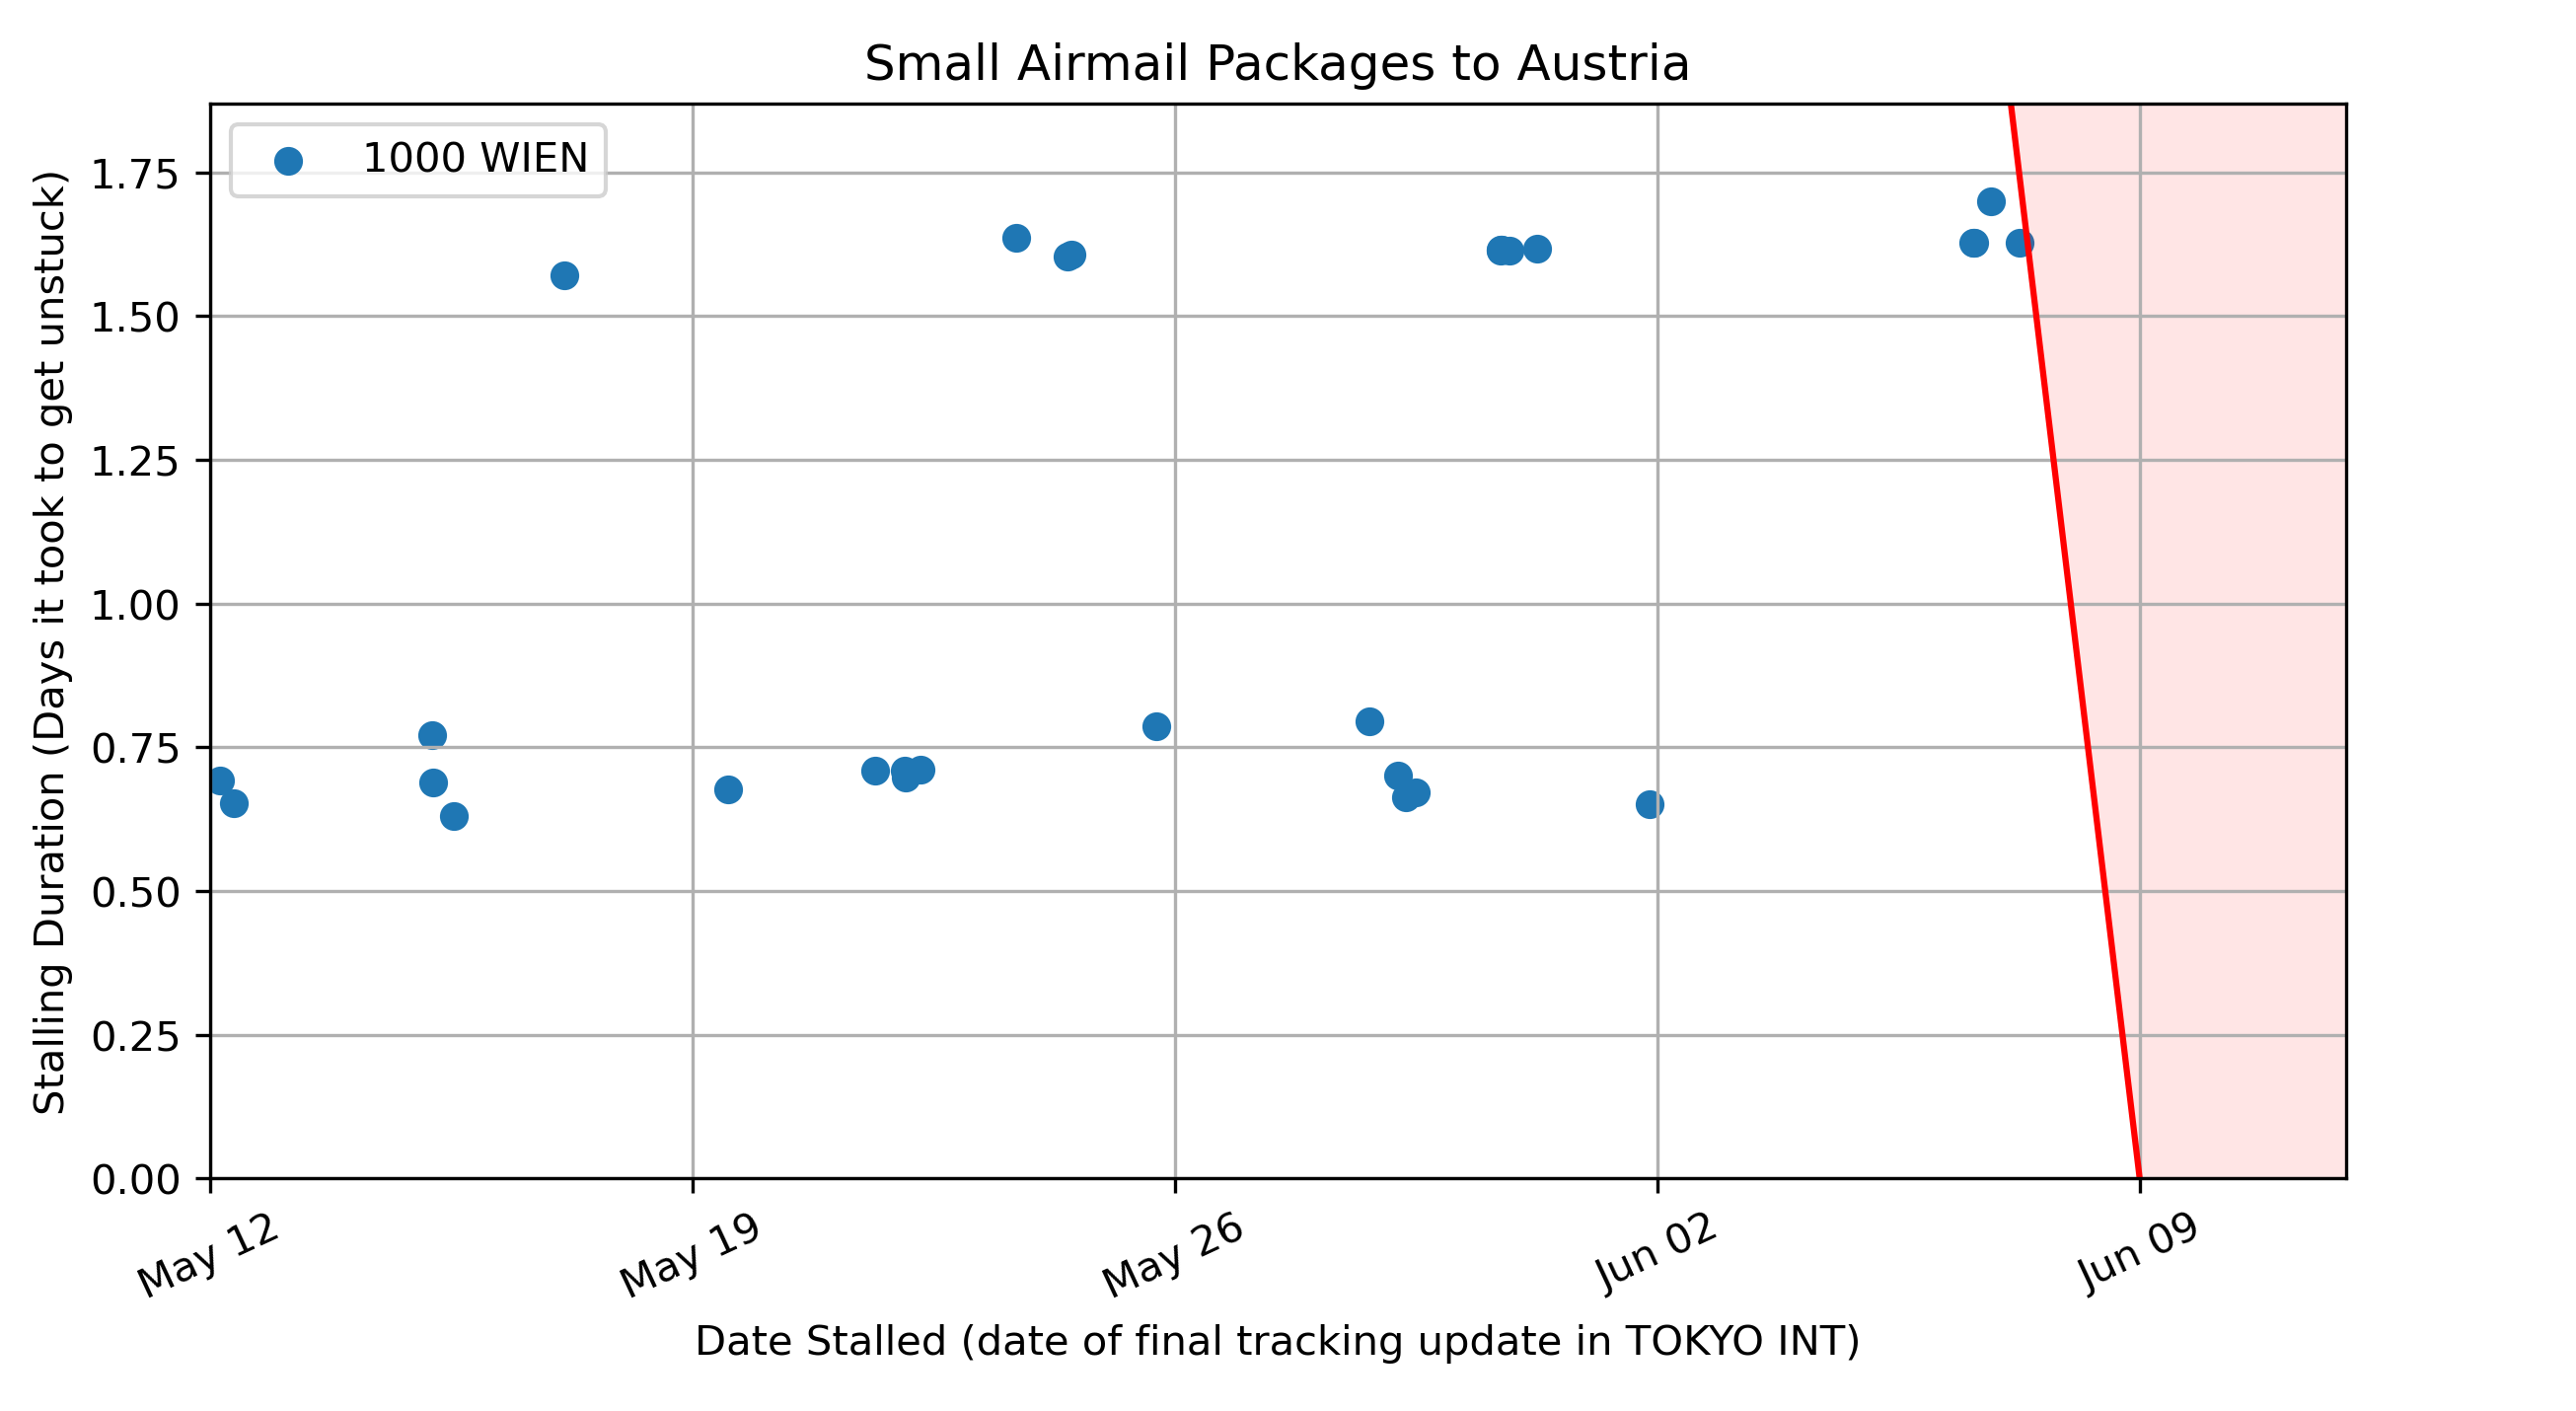 Small Airmail Packages to Austria
1000 WIEN
Stalling Duration (Days it took to get unstuck)
1.75
1.50
1.25
1.00
0.75
0.50
0.25
0.00
May 12
May 19
May 26
Jun 02
Jun 09
Date Stalled (date of final tracking update in TOKYO INT)